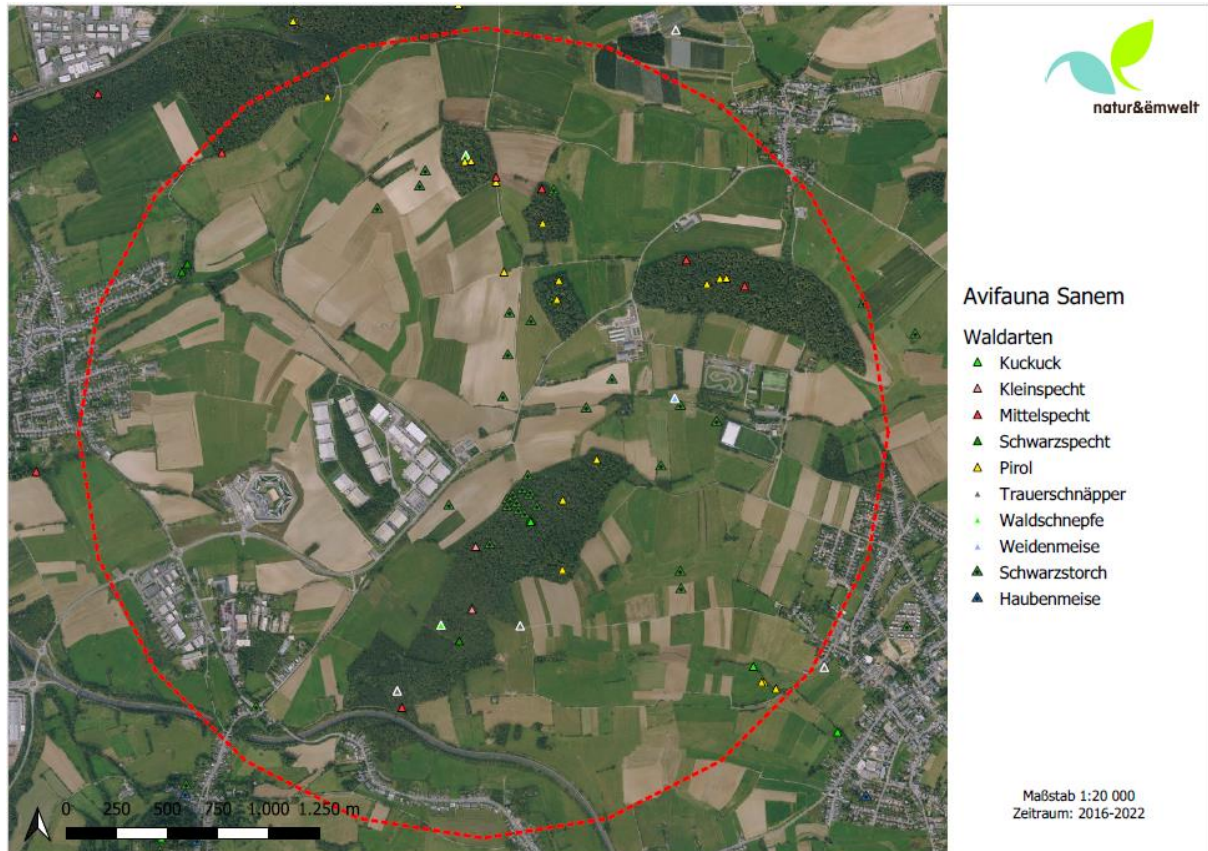 natur&ëmwelt
Avifauna Sanem
Waldarten
Kuckuck
Kleinspecht
Mittelspecht
Schwarzspecht
Pirol
Trauerschnäpper
Waldschnepfe
Weidenmeise
Schwarzstorch
Haubenmeise
0 250 500 750 1.000 1.250 m
Maßstab 1:20 000
Zeitraum: 2016-2022